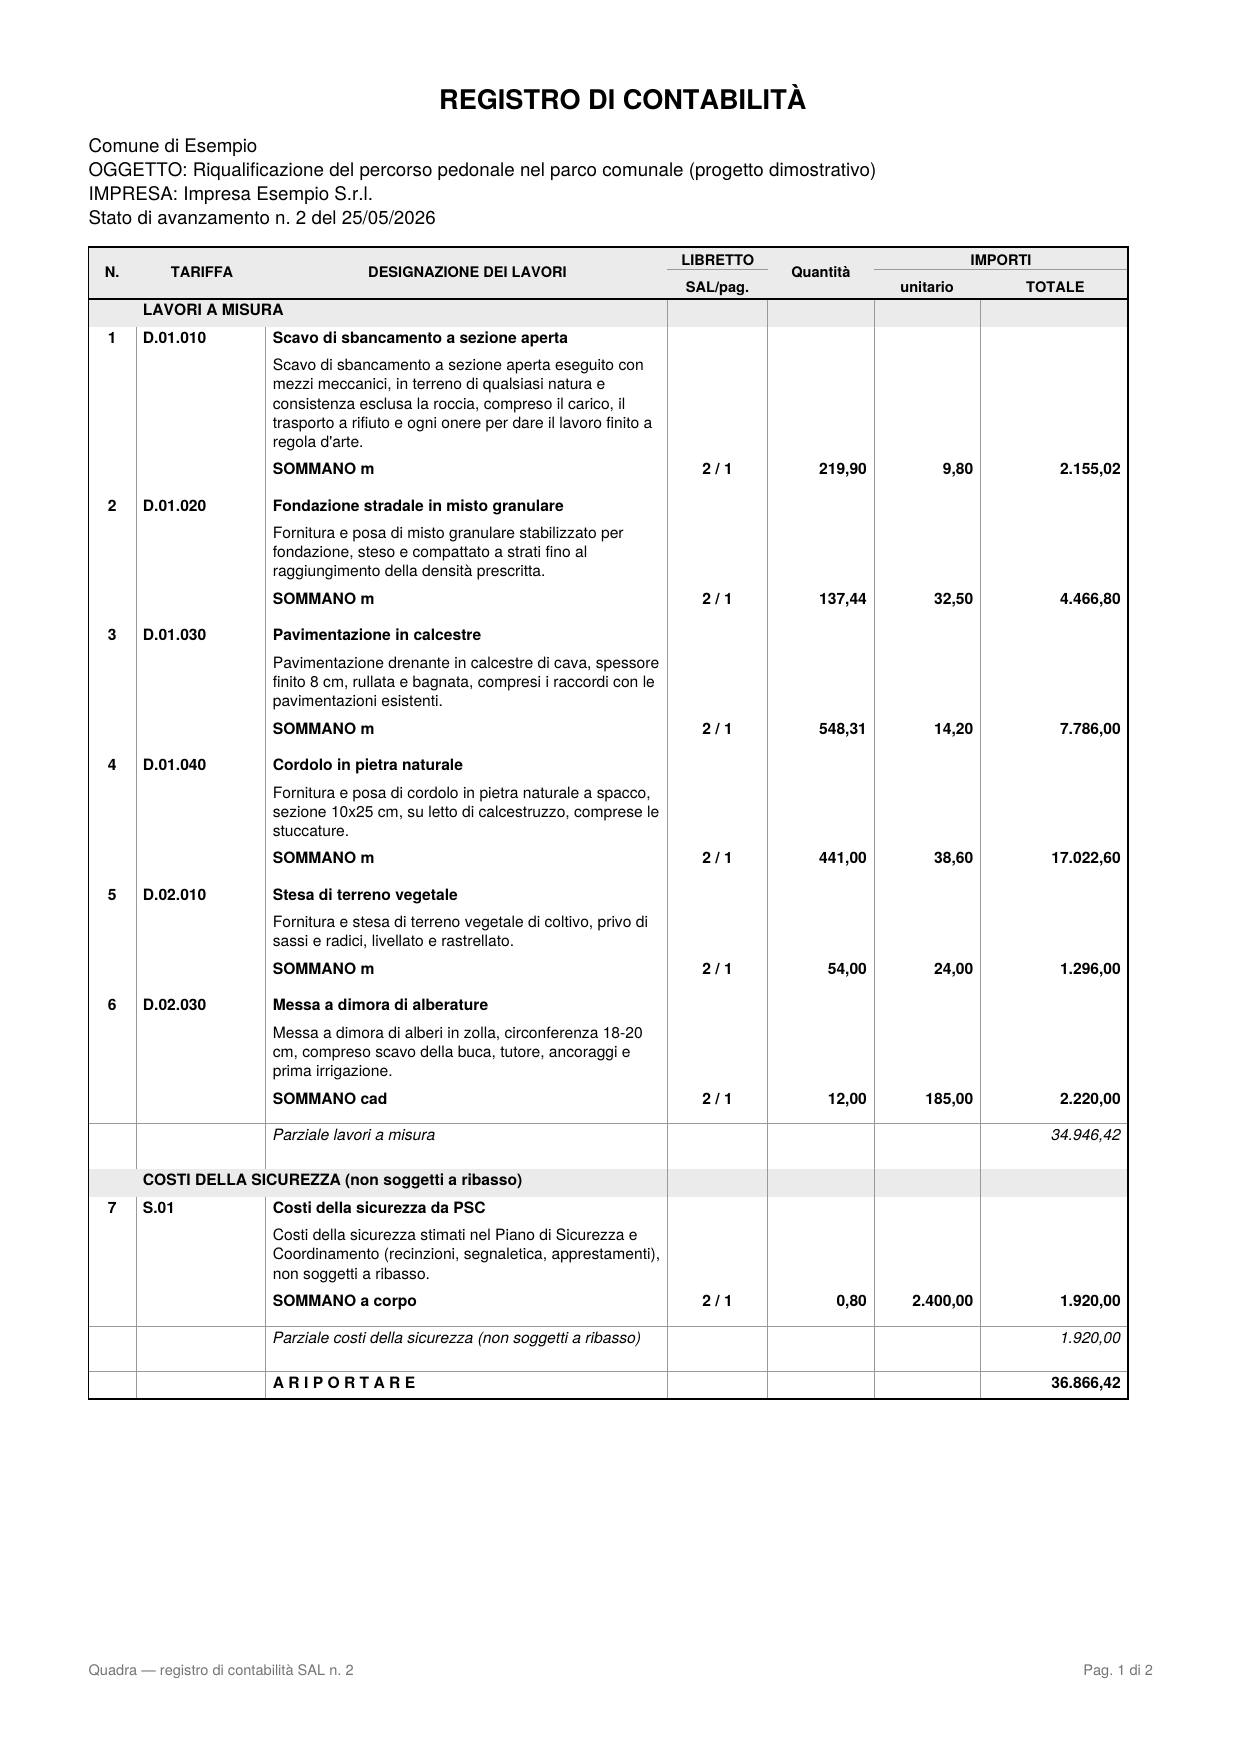 REGISTRO DI CONTABILITÀ
Comune di Esempio
OGGETTO: Riqualificazione del percorso pedonale nel parco comunale (progetto dimostrativo)
IMPRESA: Impresa Esempio S.r.l.
Stato di avanzamento n. 2 del 25/05/2026
N. TARIFFA DESIGNAZIONE DEI LAVORI LIBRETTO SAL/pag. Quantità IMPORTI unitario TOTALE
LAVORI A MISURA
1 D.01.010 Scavo di sbancamento a sezione aperta
Scavo di sbancamento a sezione aperta eseguito con
mezzi meccanici, in terreno di qualsiasi natura e
consistenza esclusa la roccia, compreso il carico, il
trasporto a rifiuto e ogni onere per dare il lavoro finito a
regola d'arte.
SOMMANO m 2 / 1 219,90 9,80 2.155,02
2 D.01.020 Fondazione stradale in misto granulare
Fornitura e posa di misto granulare stabilizzato per
fondazione, steso e compattato a strati fino al
raggiungimento della densità prescritta.
SOMMANO m 2 / 1 137,44 32,50 4.466,80
3 D.01.030 Pavimentazione in calcestre
Pavimentazione drenante in calcestre di cava, spessore
finito 8 cm, rullata e bagnata, compresi i raccordi con le
pavimentazioni esistenti.
SOMMANO m 2 / 1 548,31 14,20 7.786,00
4 D.01.040 Cordolo in pietra naturale
Fornitura e posa di cordolo in pietra naturale a spacco,
sezione 10x25 cm, su letto di calcestruzzo, comprese le
stuccature.
SOMMANO m 2 / 1 441,00 38,60 17.022,60
5 D.02.010 Stesa di terreno vegetale
Fornitura e stesa di terreno vegetale di coltivo, privo di
sassi e radici, livellato e rastrellato.
SOMMANO m 2 / 1 54,00 24,00 1.296,00
6 D.02.030 Messa a dimora di alberature
Messa a dimora di alberi in zolla, circonferenza 18-20
cm, compreso scavo della buca, tutore, ancoraggi e
prima irrigazione.
SOMMANO cad 2 / 1 12,00 185,00 2.220,00
Parziale lavori a misura 34.946,42
COSTI DELLA SICUREZZA (non soggetti a ribasso)
7 S.01 Costi della sicurezza da PSC
Costi della sicurezza stimati nel Piano di Sicurezza e
Coordinamento (recinzioni, segnaletica, apprestamenti),
non soggetti a ribasso.
SOMMANO a corpo 2 / 1 0,80 2.400,00 1.920,00
Parziale costi della sicurezza (non soggetti a ribasso) 1.920,00
A R I P O R T A R E 36.866,42
Quadra — registro di contabilità SAL n. 2 Pag. 1 di 2